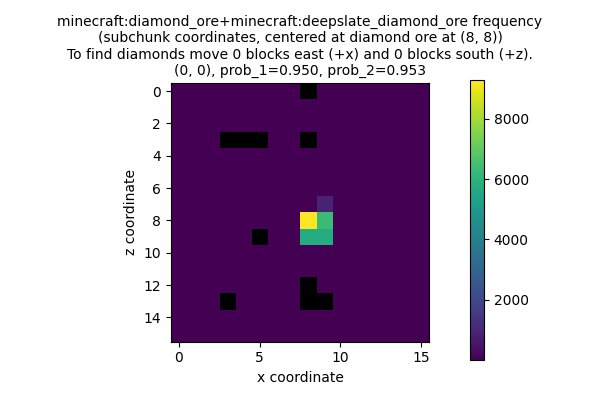 minecraft:diamond_ore+minecraft:deepslate_diamond_ore frequency
(subchunk coordinates, centered at diamond ore at (8, 8))
To find diamonds move 0 blocks east (+x) and 0 blocks south (+z).
(0, 0), prob_1=0.950, prob_2=0.953
0
2
4
6
8
10
12
14
z coordinate
0
5
10
15
x coordinate
8000
6000
4000
2000